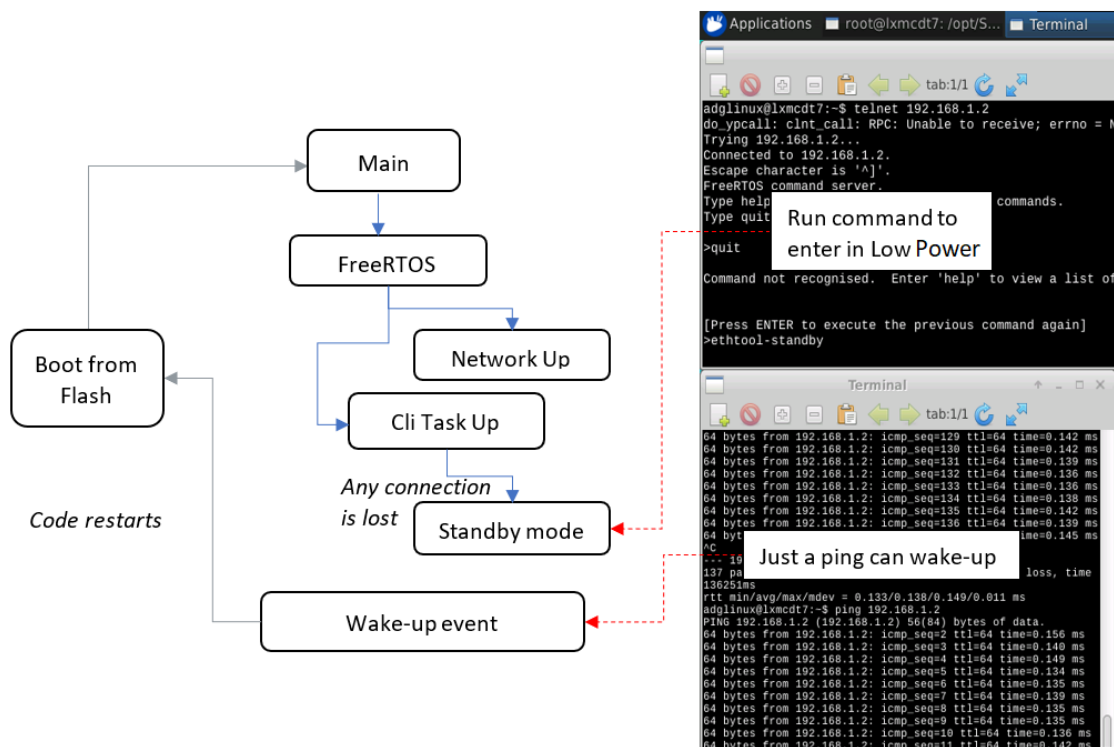 Applications
root@lxmcdt7: /opt/S...
Terminal
tab:1/1
adglinux@lxmcdt7:~$ telnet 192.168.1.2
do_ypcall: clnt_call: RPC: Unable to receive; errno = N
Trying 192.168.1.2...
Connected to 192.168.1.2.
Escape character is '^]'.
FreeRTOS command server.
Type help commands.
Type quit
>quit
Command not recognised.  Enter 'help' to view a list of
[Press ENTER to execute the previous command again]
>ethtool-standby
Run command to
enter in Low Power
Main
FreeRTOS
Network Up
Boot from
Flash
Cli Task Up
Any connection
is lost
Standby mode
Code restarts
Wake-up event
Terminal
tab:1/1
64 bytes from 192.168.1.2: icmp_seq=129 ttl=64 time=0.142 ms
64 bytes from 192.168.1.2: icmp_seq=130 ttl=64 time=0.142 ms
64 bytes from 192.168.1.2: icmp_seq=131 ttl=64 time=0.139 ms
64 bytes from 192.168.1.2: icmp_seq=132 ttl=64 time=0.136 ms
64 bytes from 192.168.1.2: icmp_seq=133 ttl=64 time=0.136 ms
64 bytes from 192.168.1.2: icmp_seq=134 ttl=64 time=0.138 ms
64 bytes from 192.168.1.2: icmp_seq=135 ttl=64 time=0.142 ms
64 bytes from 192.168.1.2: icmp_seq=136 ttl=64 time=0.139 ms
64 byt time=0.145 ms
^C
--- 19
137 pa loss, time
136251ms
rtt min/avg/max/mdev = 0.133/0.138/0.149/0.011 ms
adglinux@lxmcdt7:~$ ping 192.168.1.2
PING 192.168.1.2 (192.168.1.2) 56(84) bytes of data.
64 bytes from 192.168.1.2: icmp_seq=2 ttl=64 time=0.156 ms
64 bytes from 192.168.1.2: icmp_seq=3 ttl=64 time=0.140 ms
64 bytes from 192.168.1.2: icmp_seq=4 ttl=64 time=0.149 ms
64 bytes from 192.168.1.2: icmp_seq=5 ttl=64 time=0.134 ms
64 bytes from 192.168.1.2: icmp_seq=6 ttl=64 time=0.135 ms
64 bytes from 192.168.1.2: icmp_seq=7 ttl=64 time=0.139 ms
64 bytes from 192.168.1.2: icmp_seq=8 ttl=64 time=0.135 ms
64 bytes from 192.168.1.2: icmp_seq=9 ttl=64 time=0.135 ms
64 bytes from 192.168.1.2: icmp_seq=10 ttl=64 time=0.136 ms
64 bytes from 192.168.1.2: icmp_seq=11 ttl=64 time=0.142 ms
Just a ping can wake-up